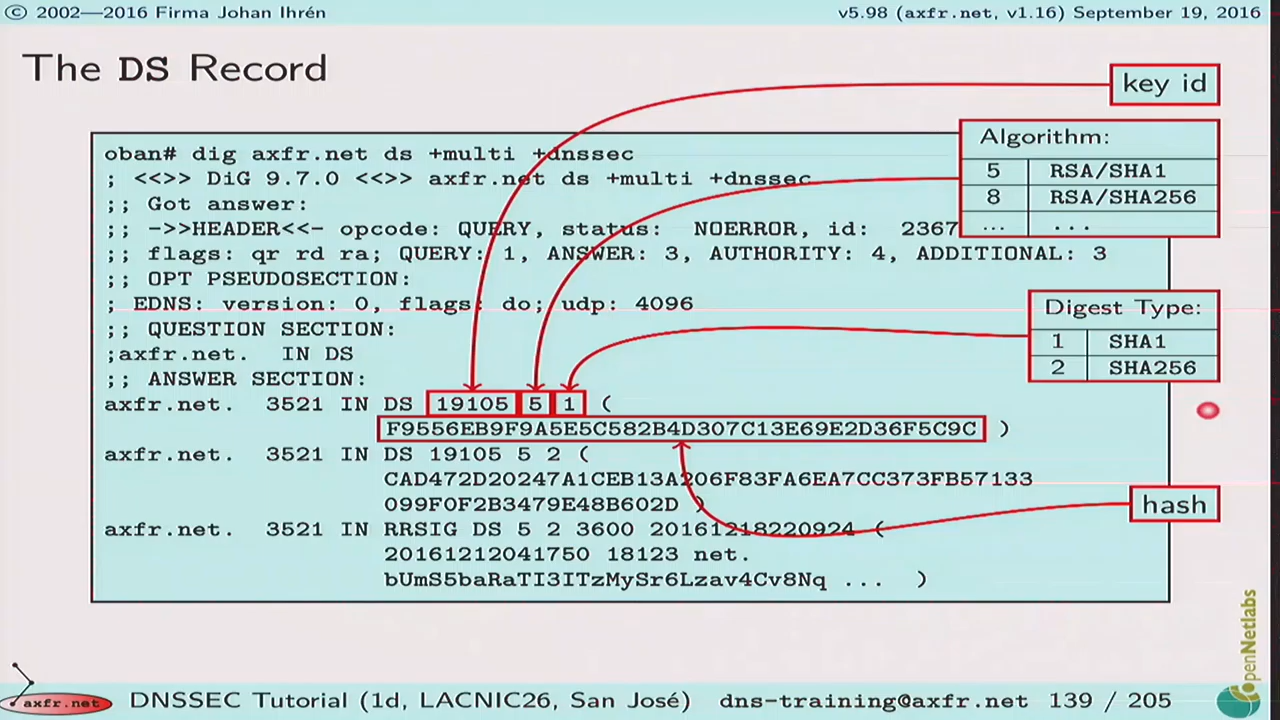 © 2002—2016 Firma Johan Ihrén
v5.98 (axfr.net, v1.16) September 19, 2016
The DS Record
key id
Algorithm:
5 RSA/SHA1
8 RSA/SHA256
... ...
oban# dig axfr.net ds +multi +dnssec
; <<>> DiG 9.7.0 <<>> axfr.net ds +multi +dnssec
;; Got answer:
;; ->>HEADER<<- opcode: QUERY, status: NOERROR, id: 2367
;; flags: qr rd ra; QUERY: 1, ANSWER: 3, AUTHORITY: 4, ADDITIONAL: 3
;; OPT PSEUDOSECTION:
; EDNS: version: 0, flags: do; udp: 4096
;; QUESTION SECTION:
;axfr.net. IN DS
;; ANSWER SECTION:
axfr.net. 3521 IN DS 19105 5 1 (
F9556EB9F9A5E5C582B4D307C13E69E2D36F5C9C )
axfr.net. 3521 IN DS 19105 5 2 (
CAD472D20247A1CEB13A206F83FA6EA7CC373FB57133
099F0F2B3479E48B602D )
axfr.net. 3521 IN RRSIG DS 5 2 3600 20161218220924 (
20161212041750 18123 net.
bUmS5baRaTI3ITzMySr6Lzav4Cv8Nq ... )
Digest Type:
1 SHA1
2 SHA256
hash
OpenNetlabs
axfr.net
DNSSEC Tutorial (1d, LACNIC26, San José) dns-training@axfr.net 139 / 205